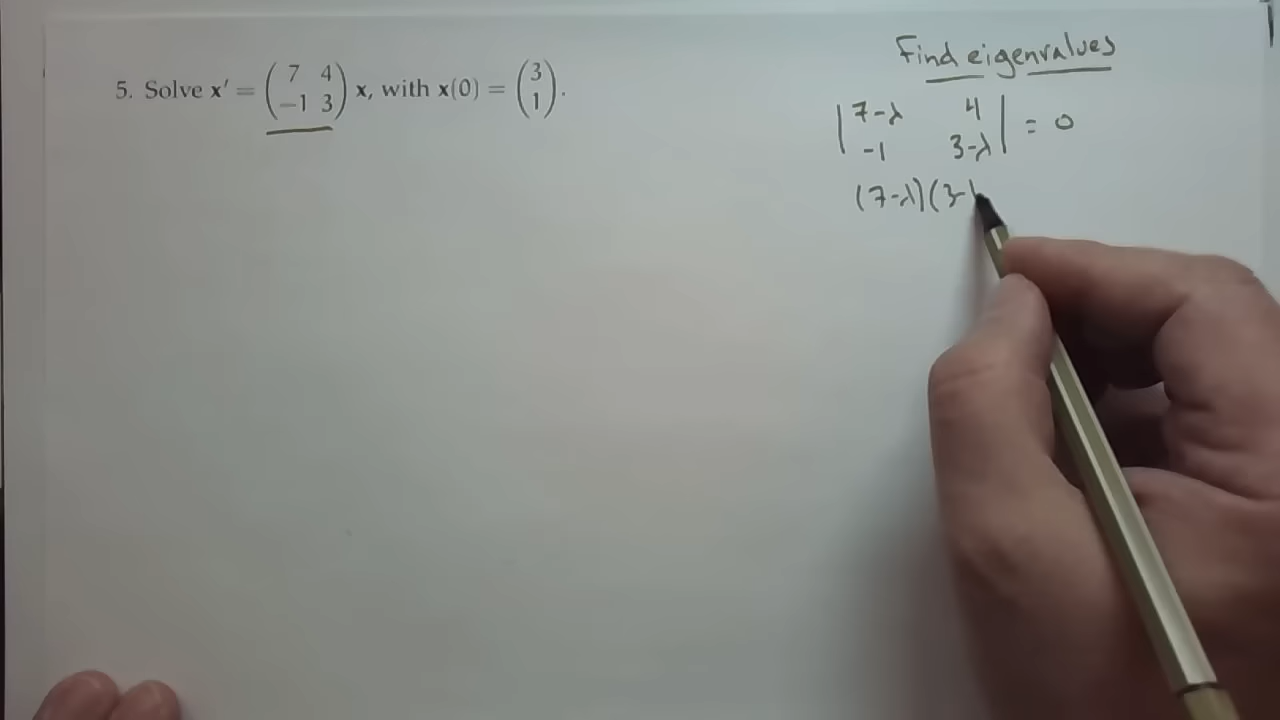 5. Solve x′ = (7 4 −1 3) x, with x(0) = (3 1).
Find eigenvalues
|7-λ 4
-1 3-λ| = 0
(7-λ)(3-